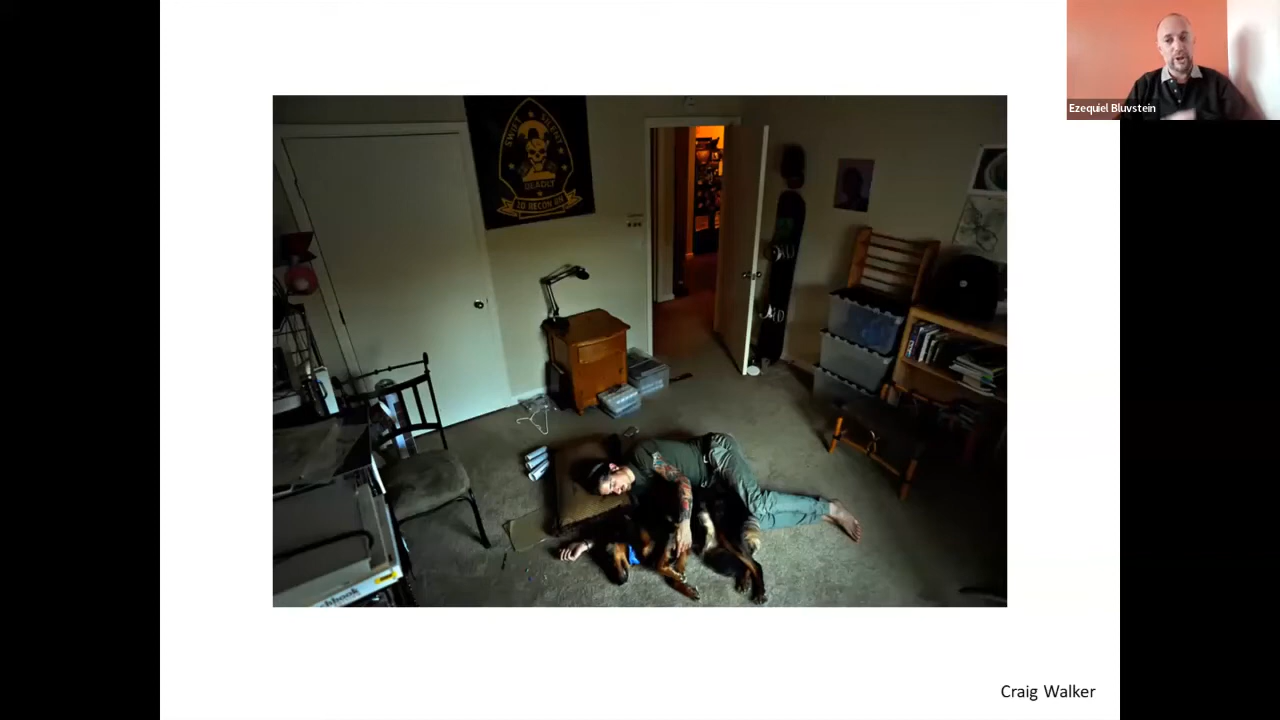 Ezequiel Bluvstein
SWIFT SILENT
DEADLY
1D RECON BN
Craig Walker